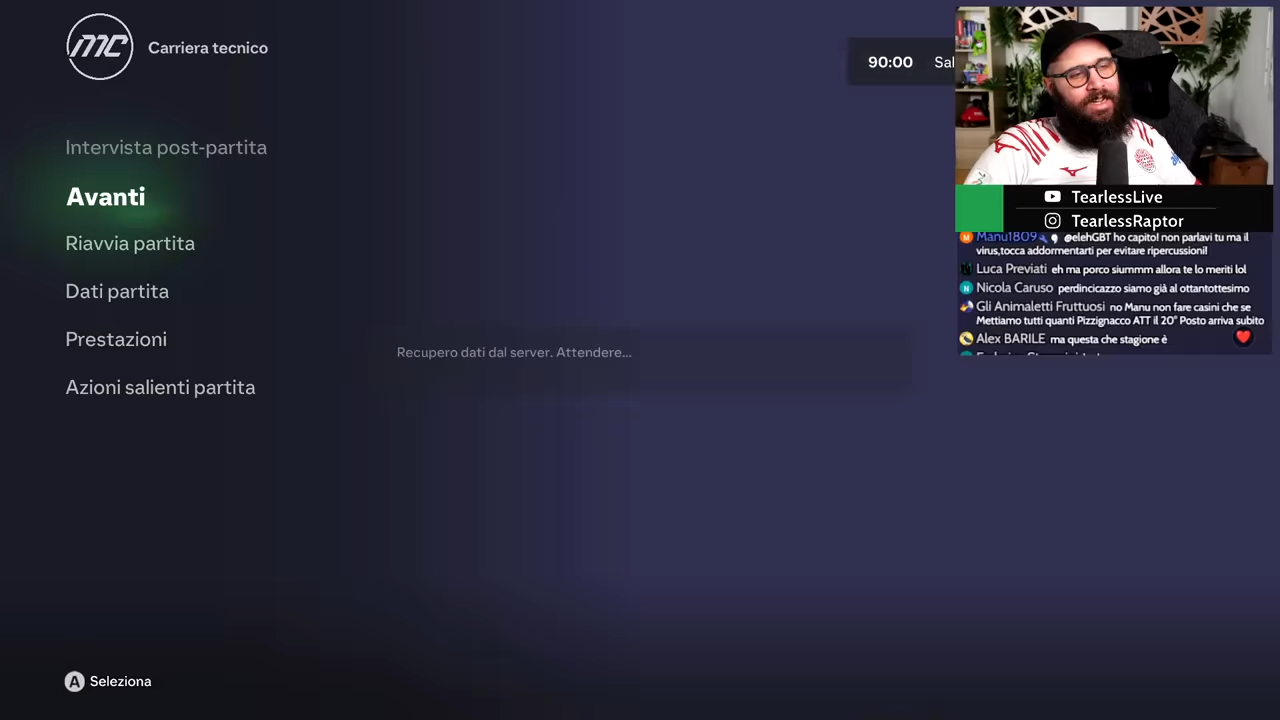 MC
Carriera tecnico
90:00 Sal
Intervista post-partita
Avanti
Riavvia partita
Dati partita
Prestazioni
Azioni salienti partita
Recupero dati dal server. Attendere...
A Seleziona
TearlessLive
TearlessRaptor
Manu1809 @elehGBT ho capito! non parlavi tu ma il
virus,tocca addormentarti per evitare ripercussioni!
Luca Previati eh ma porco siummm allora te lo meriti lol
N Nicola Caruso perdincicazzo siamo già al ottantottesimo
Gli Animaletti Fruttuosi no Manu non fare casini che se
Mettiamo tutti quanti Pizzignacco ATT il 20° Posto arriva subito
Alex BARILE ma questa che stagione è